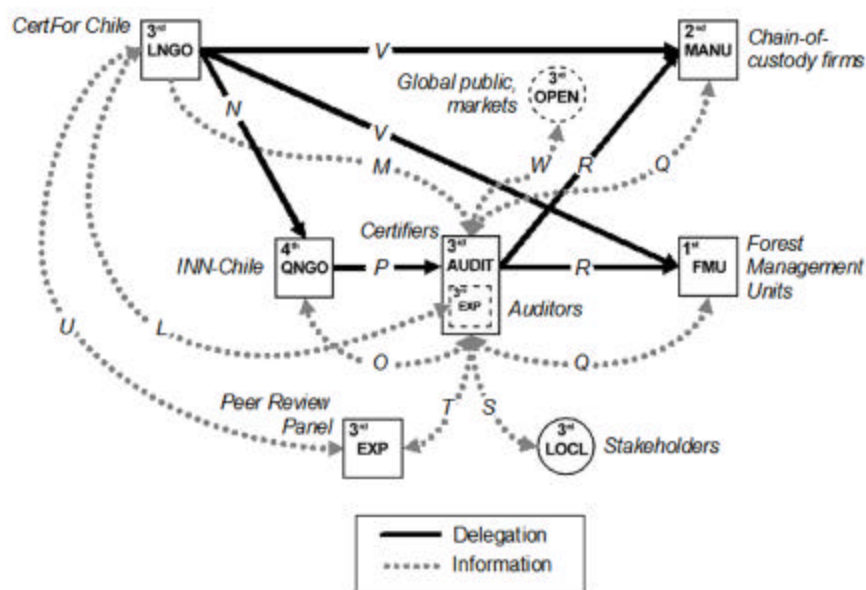 CertFor Chile
3rd
LNGO
V
2nd
MANU
Chain-of-
custody firms
Global public,
markets
3rd
OPEN
N
V
M
W
R
Q
Certifiers
INN-Chile
4th
QNGO
P
3rd
AUDIT
R
1st
FMU
Forest
Management
Units
3rd
EXP
Auditors
U
L
O
Q
Peer Review
Panel
T
S
3rd
EXP
3rd
LOCL
Stakeholders
Delegation
Information